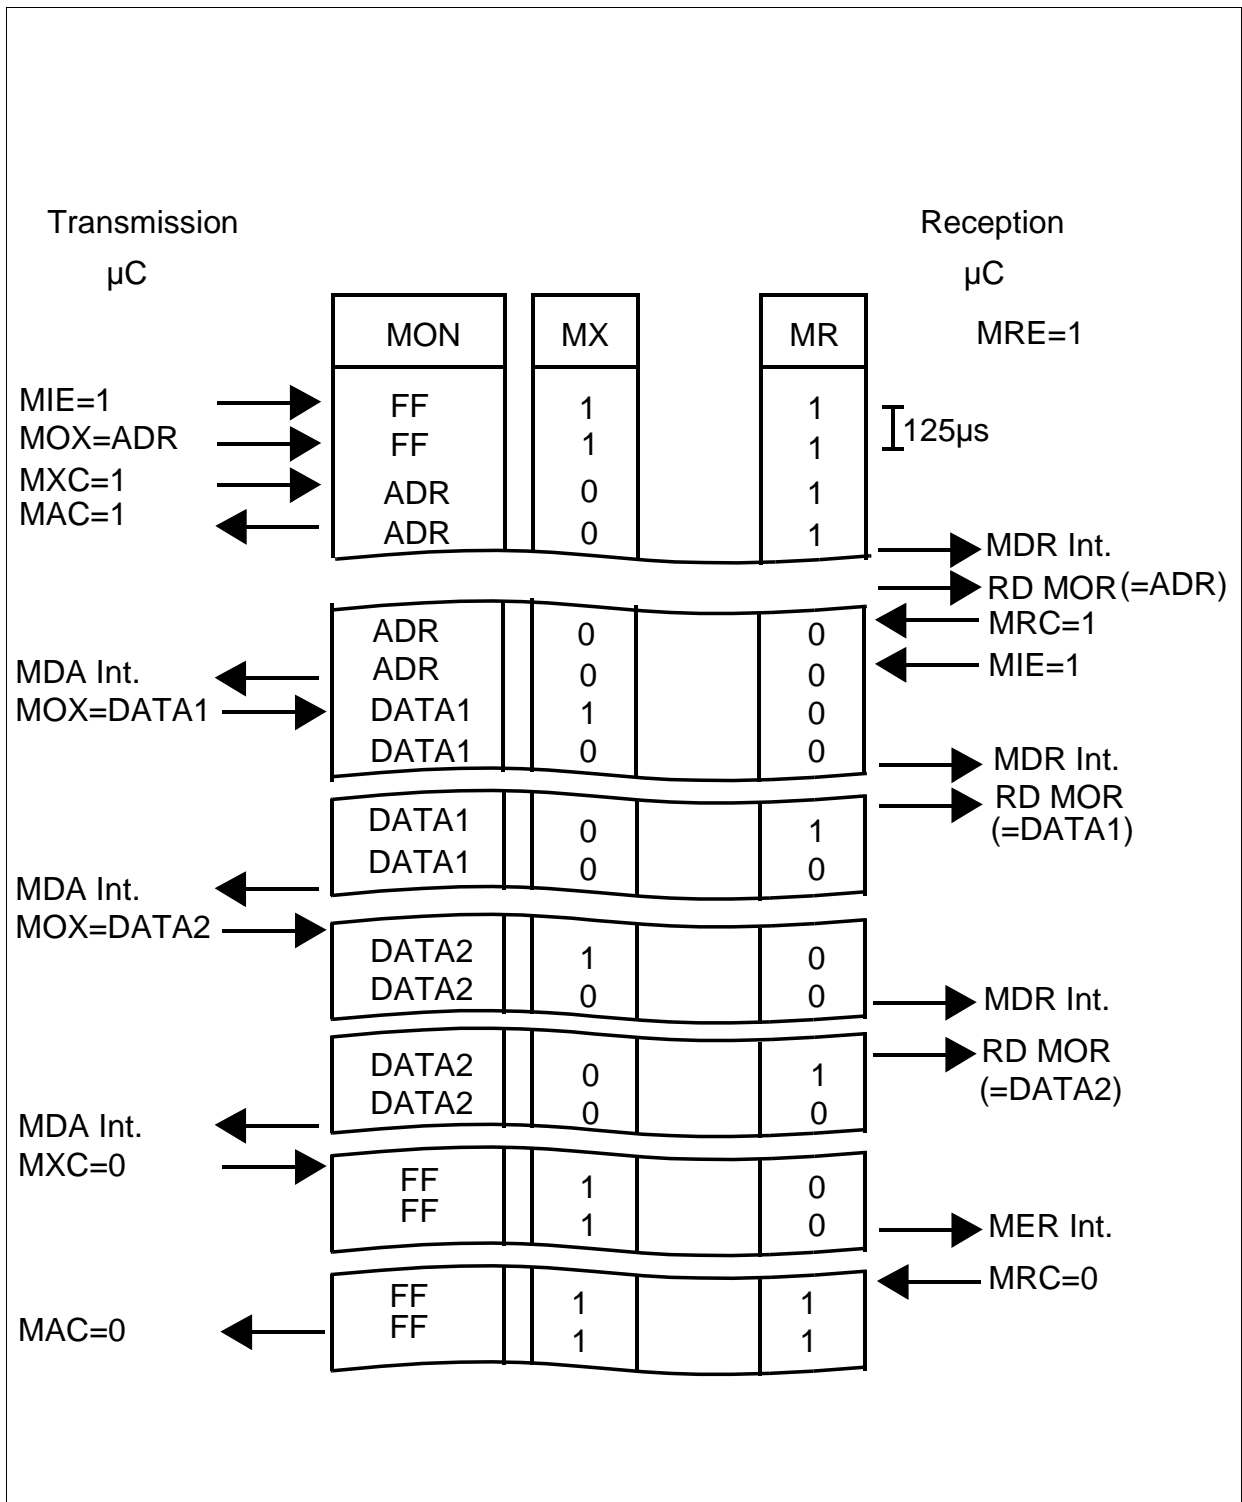 Transmission Reception
µC µC
MON MX MR MRE=1
MIE=1 FF 1 1
125µs
MOX=ADR FF 1 1
MXC=1 ADR 0 1
MAC=1 ADR 0 1
MDR Int.
RD MOR (=ADR)
MRC=1
ADR 0 0
MIE=1
MDA Int. ADR 0 0
MOX=DATA1 DATA1 1 0
DATA1 0 0
MDR Int.
RD MOR
(=DATA1)
DATA1 0 1
DATA1 0 0
MDA Int.
MOX=DATA2
DATA2 1 0
DATA2 0 0
MDR Int.
RD MOR
(=DATA2)
DATA2 0 1
DATA2 0 0
MDA Int.
MXC=0
FF 1 0
FF 1 0
MER Int.
MRC=0
FF 1 1
MAC=0 FF 1 1